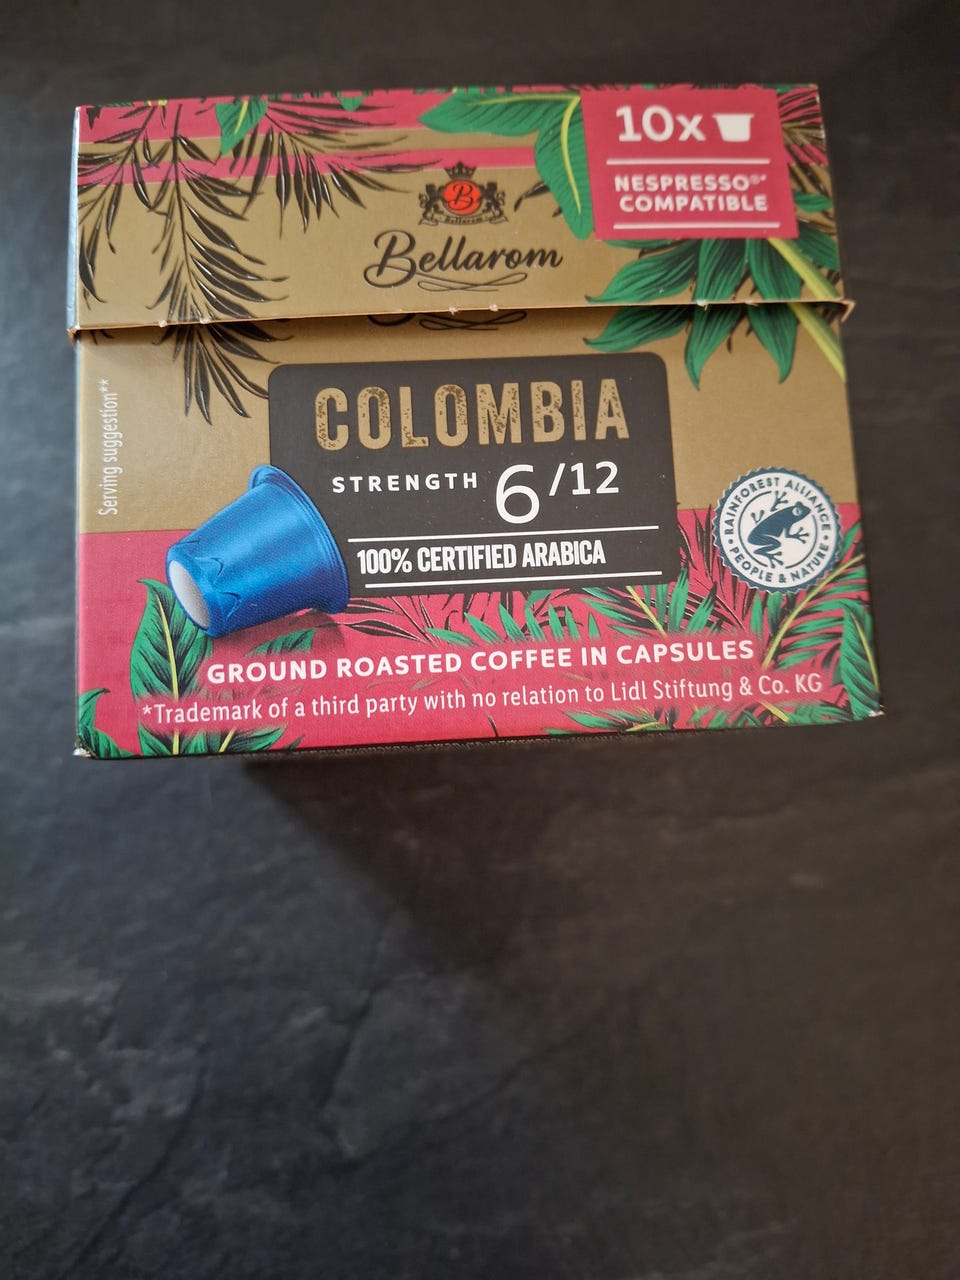 10x
NESPRESSO®*
COMPATIBLE
B
Bellarom
Bellarom
Serving suggestion**
COLOMBIA
STRENGTH 6/12
100% CERTIFIED ARABICA
RAINFOREST ALLIANCE
PEOPLE & NATURE
GROUND ROASTED COFFEE IN CAPSULES
*Trademark of a third party with no relation to Lidl Stiftung & Co. KG